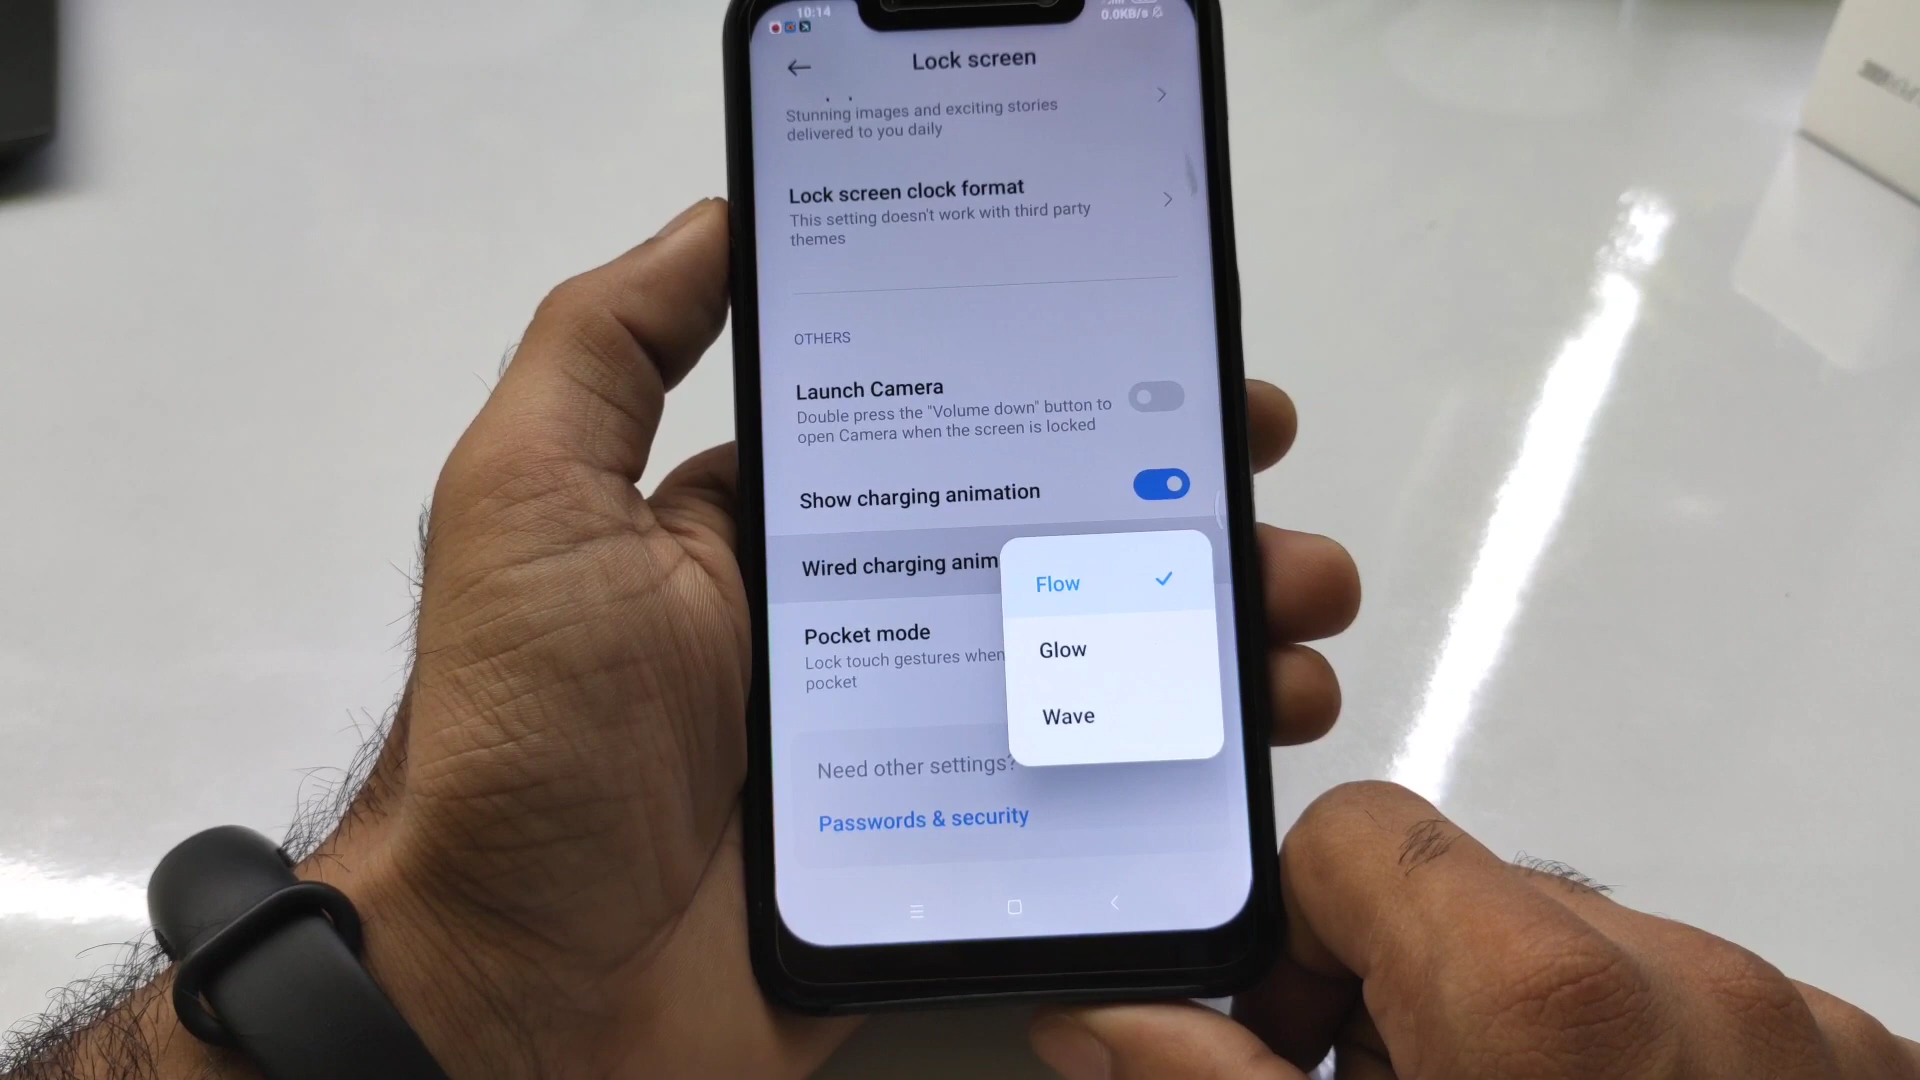 10:14
0.0KB/s
Lock screen
Stunning images and exciting stories
delivered to you daily
Lock screen clock format
This setting doesn't work with third party
themes
OTHERS
Launch Camera
Double press the "Volume down" button to
open Camera when the screen is locked
Show charging animation
Wired charging anim
Flow
Glow
Wave
Pocket mode
Lock touch gestures when
pocket
Need other settings?
Passwords & security